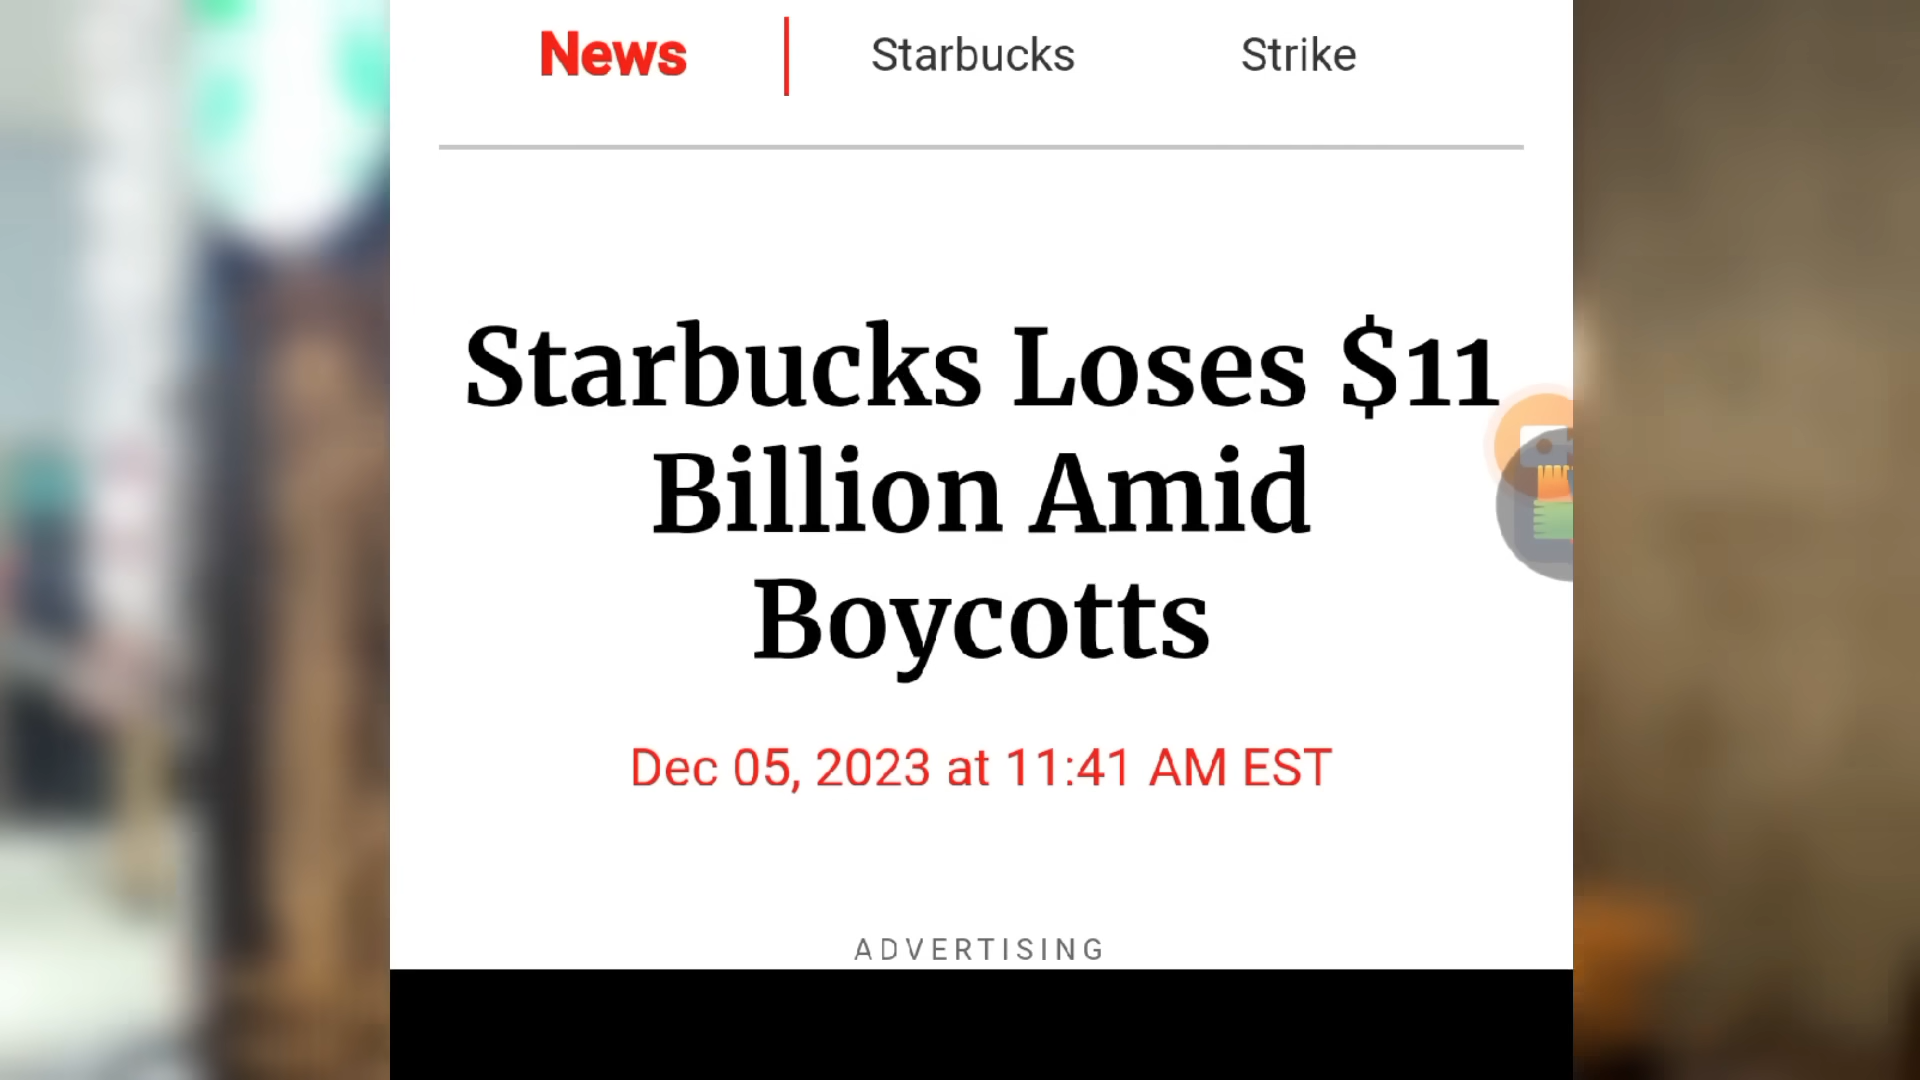 News Starbucks Strike
Starbucks Loses $11
Billion Amid
Boycotts
Dec 05, 2023 at 11:41 AM EST
ADVERTISING